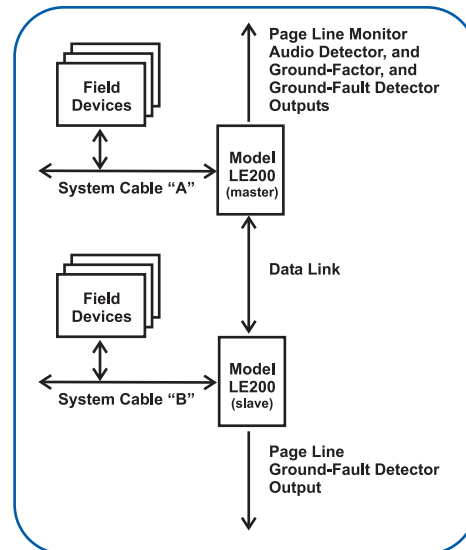 Page Line Monitor
Audio Detector, and
Ground-Factor, and
Ground-Fault Detector
Outputs
Field
Devices
Model
LE200
(master)
System Cable “A”
Data Link
Field
Devices
Model
LE200
(slave)
System Cable “B”
Page Line
Ground-Fault Detector
Output